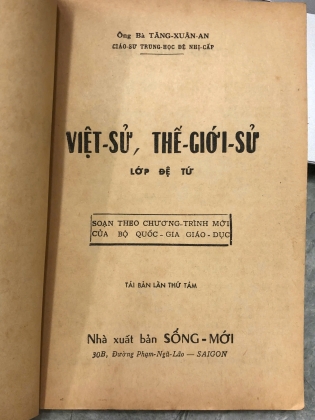 Ông Bà TĂNG-XUÂN-AN
GIÁO-SƯ TRUNG-HỌC ĐỆ NHỊ-CẤP
VIỆT-SỬ, THẾ-GIỚI-SỬ
LỚP ĐỆ TỨ
SOẠN THEO CHƯƠNG-TRÌNH MỚI
CỦA BỘ QUỐC-GIA GIÁO-DỤC
TÁI BẢN LẦN THỨ TÁM
Nhà xuất bản SỐNG-MỚI
30B, Đường Phạm-Ngũ-Lão — SAIGON